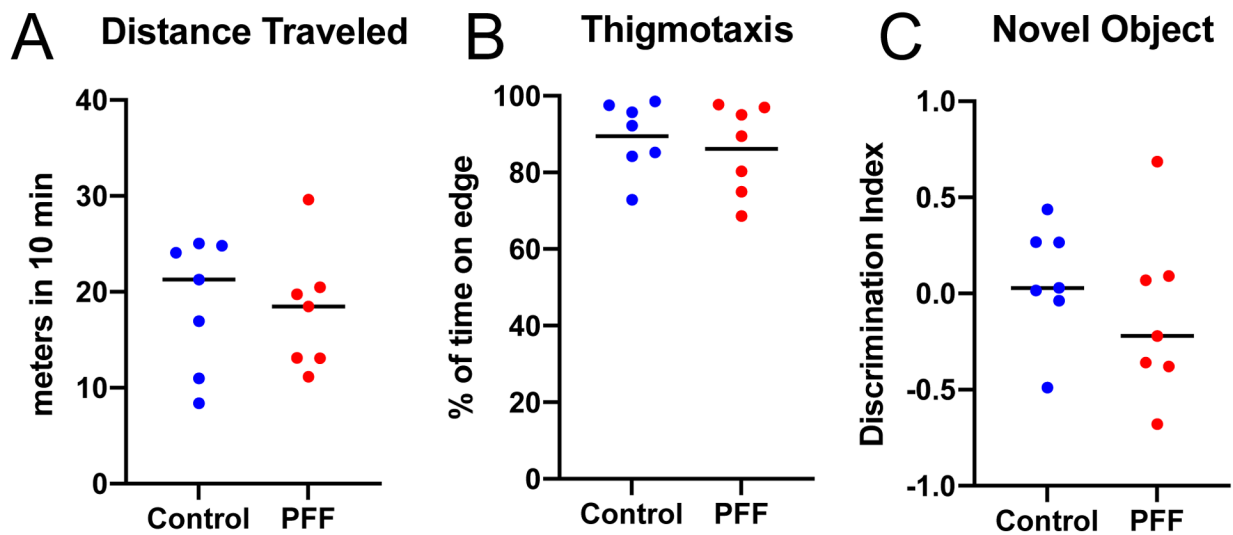 A Distance Traveled
meters in 10 min
40
30
20
10
0
Control PFF
B Thigmotaxis
% of time on edge
100
80
60
40
20
0
Control PFF
C Novel Object
Discrimination Index
1.0
0.5
0.0
-0.5
-1.0
Control PFF